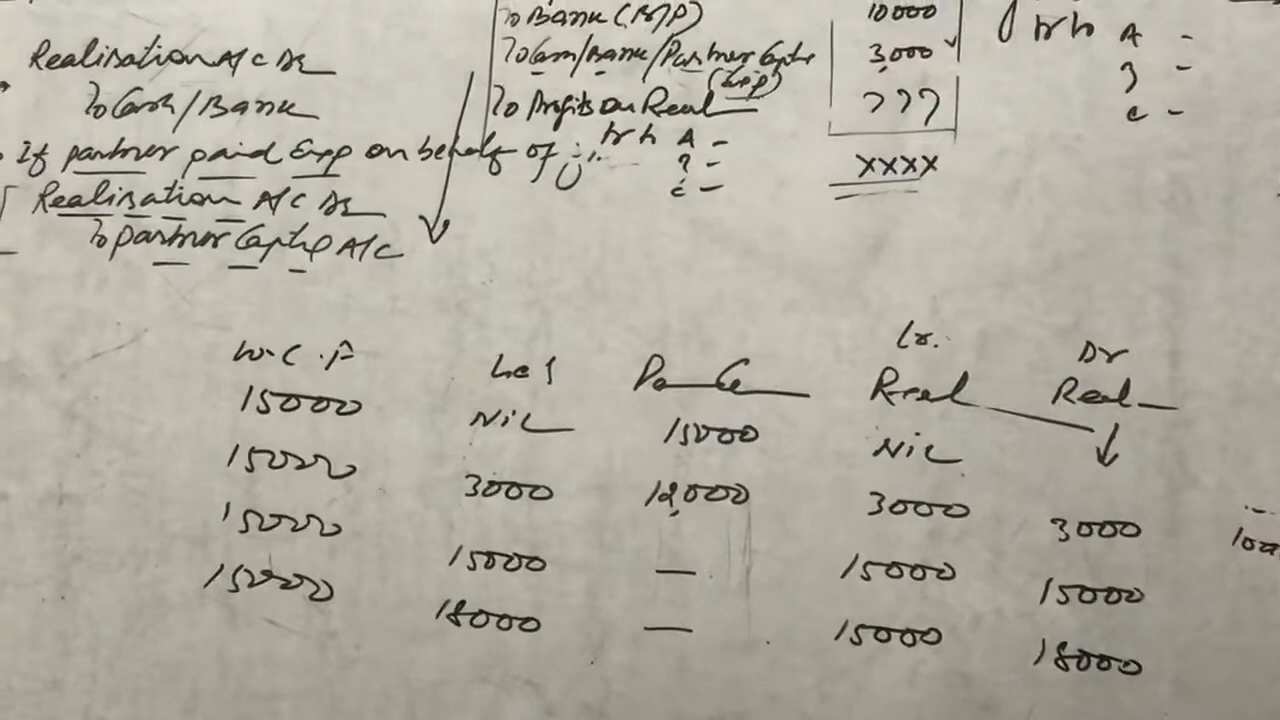 To Bank (B/P) 10000
Realisation A/c Dr
To Cash/Bank/Partner Capital 3,000
(Exp)
To Cash/Bank
To Profits on Real ???
A -
?
c -
If partner paid Exp on behalf of
A -
? -
c -
xxxx
Realisation A/C Dr
To partner Capital A/C
W.C.F
Cr.
Dr
Real
Real
15000 Nil 15000 Nil
15000 3000 12,000 3000 3000
15000 15000 — 15000 15000
15000 18000 — 15000 18000